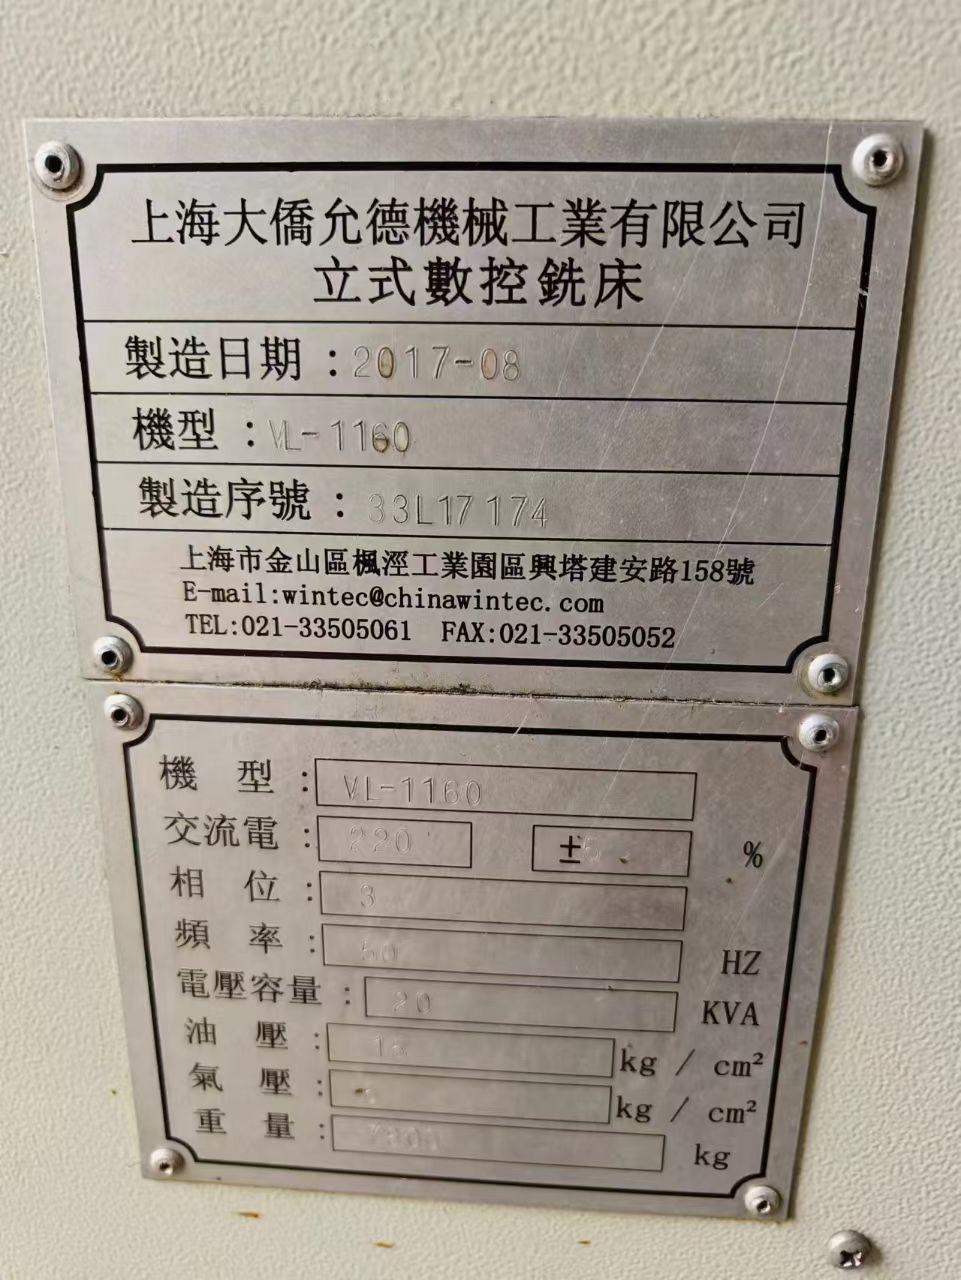 上海大僑允德機械工業有限公司
立式數控銑床
製造日期：2017-08
機型：VL-1160
製造序號：33L17174
上海市金山區楓涇工業園區興塔建安路158號
E-mail:wintec@chinawintec.com
TEL:021-33505061 FAX:021-33505052
機 型：VL-1160
交流電：220 ±5 %
相 位：3
頻 率：50 HZ
電壓容量：20 KVA
油 壓： kg / cm²
氣 壓： kg / cm²
重 量： kg